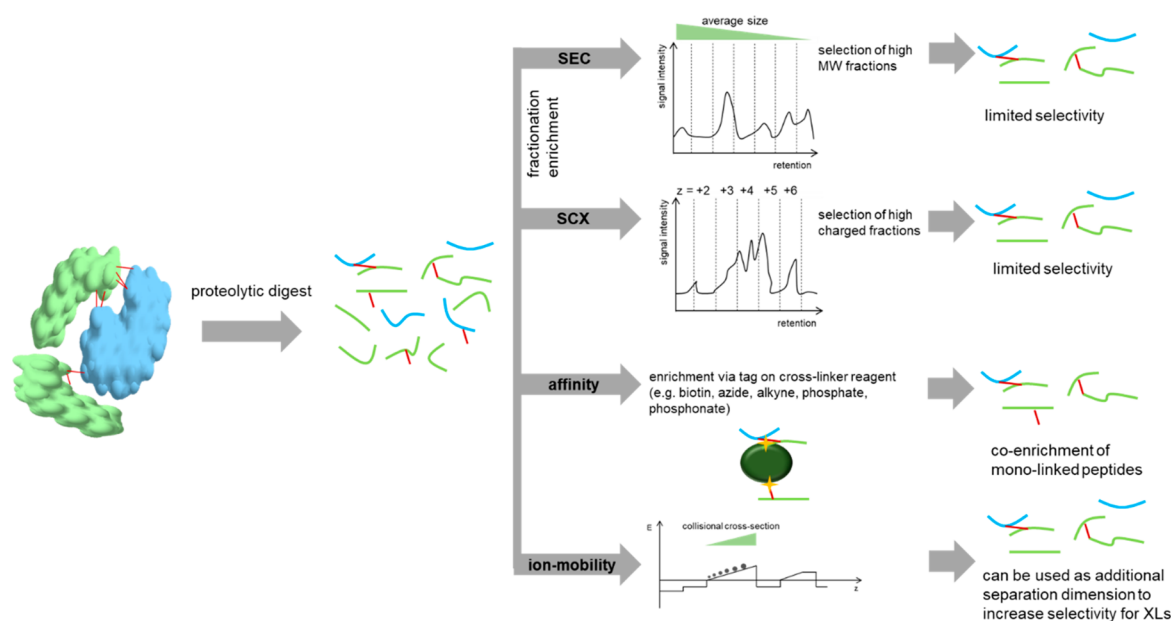 average size
SEC
signal intensity
retention
selection of high
MW fractions
limited selectivity
fractionation
enrichment
z = +2 +3 +4 +5 +6
SCX
signal intensity
retention
selection of high
charged fractions
limited selectivity
proteolytic digest
affinity
enrichment via tag on cross-linker reagent
(e.g. biotin, azide, alkyne, phosphate,
phosphonate)
co-enrichment of
mono-linked peptides
ion-mobility
E
collisional cross-section
z
can be used as additional
separation dimension to
increase selectivity for XLs